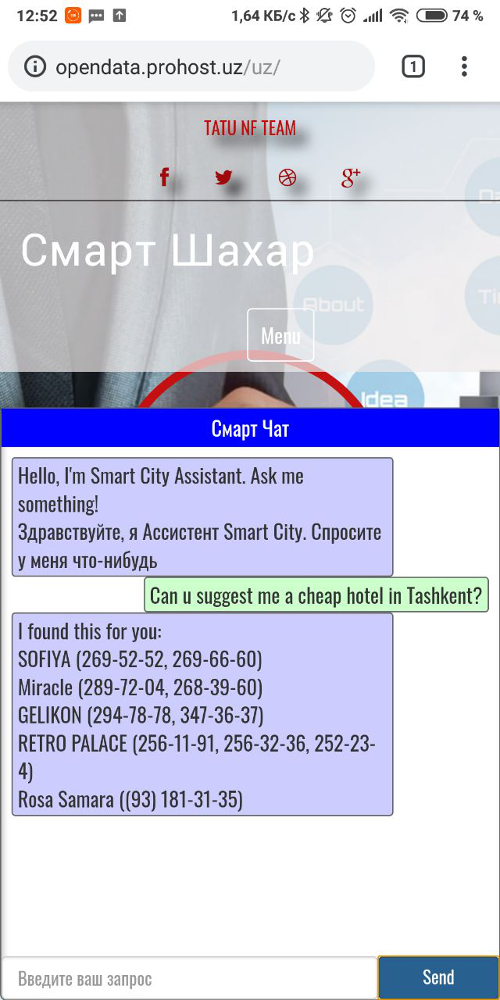 12:52
1,64 КБ/с
74 %
opendata.prohost.uz/uz/
1
TATU NF TEAM
Смарт Шахар
About
Menu
Idea
Смарт Чат
Hello, I'm Smart City Assistant. Ask me
something!
Здравствуйте, я Ассистент Smart City. Спросите
у меня что-нибудь
Can u suggest me a cheap hotel in Tashkent?
I found this for you:
SOFIYA (269-52-52, 269-66-60)
Miracle (289-72-04, 268-39-60)
GELIKON (294-78-78, 347-36-37)
RETRO PALACE (256-11-91, 256-32-36, 252-23-
4)
Rosa Samara ((93) 181-31-35)
Введите ваш запрос
Send